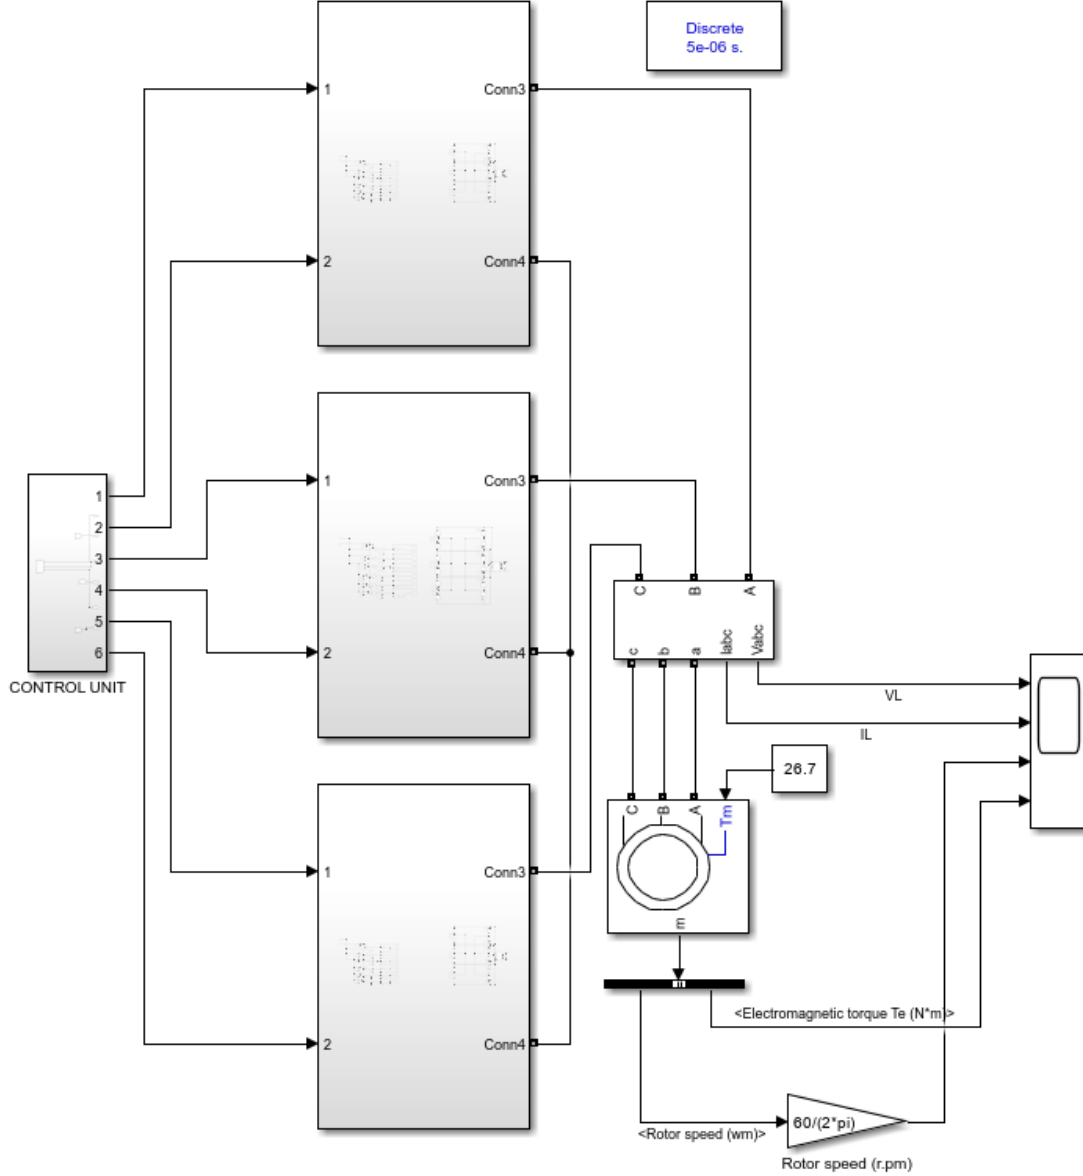 Discrete
5e-06 s.
1
Conn3
2
Conn4
1
Conn3
2
Conn4
1
2
3
4
5
6
CONTROL UNIT
C
B
A
c
b
a
Iabc
Vabc
VL
IL
26.7
C
B
A
Tm
m
1
Conn3
2
Conn4
<Electromagnetic torque Te (N*m)>
<Rotor speed (wm)>
60/(2*pi)
Rotor speed (r.pm)